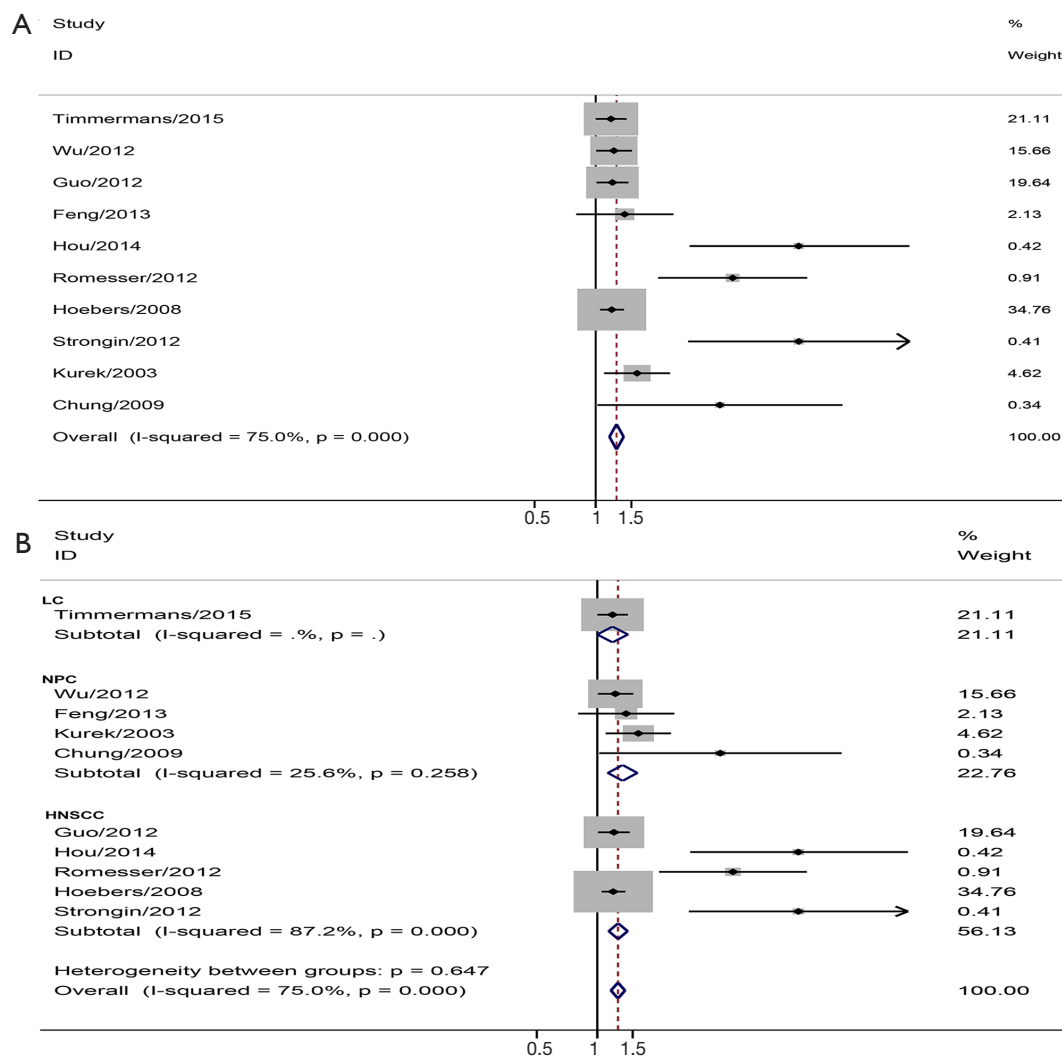 A
Study %
ID Weight
Timmermans/2015 21.11
Wu/2012 15.66
Guo/2012 19.64
Feng/2013 2.13
Hou/2014 0.42
Romesser/2012 0.91
Hoebers/2008 34.76
Strongin/2012 0.41
Kurek/2003 4.62
Chung/2009 0.34
Overall (I-squared = 75.0%, p = 0.000) 100.00
0.5 1 1.5
B
Study %
ID Weight
LC
Timmermans/2015 21.11
Subtotal (I-squared = .%, p = .) 21.11
NPC
Wu/2012 15.66
Feng/2013 2.13
Kurek/2003 4.62
Chung/2009 0.34
Subtotal (I-squared = 25.6%, p = 0.258) 22.76
HNSCC
Guo/2012 19.64
Hou/2014 0.42
Romesser/2012 0.91
Hoebers/2008 34.76
Strongin/2012 0.41
Subtotal (I-squared = 87.2%, p = 0.000) 56.13
Heterogeneity between groups: p = 0.647
Overall (I-squared = 75.0%, p = 0.000) 100.00
0.5 1 1.5